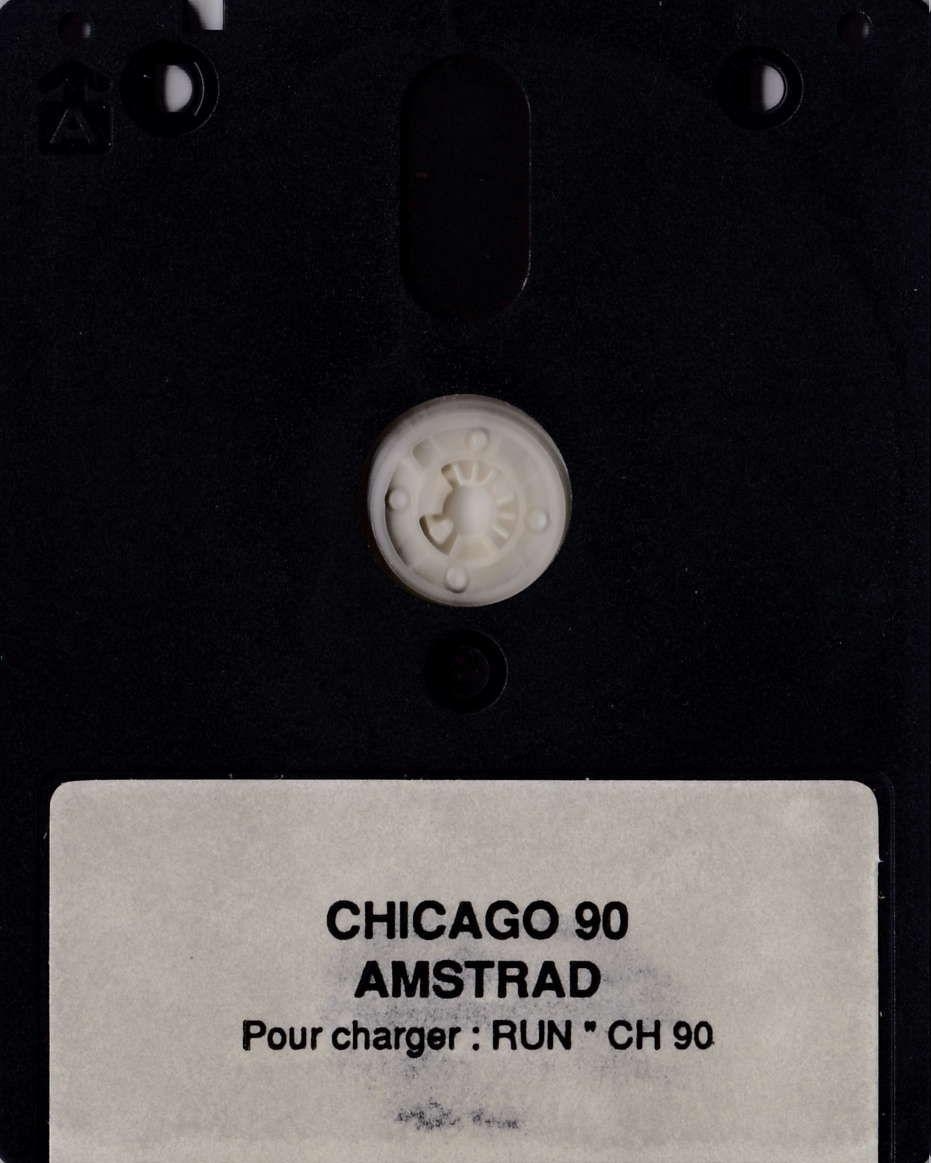 A
CHICAGO 90
AMSTRAD
Pour charger : RUN " CH 90